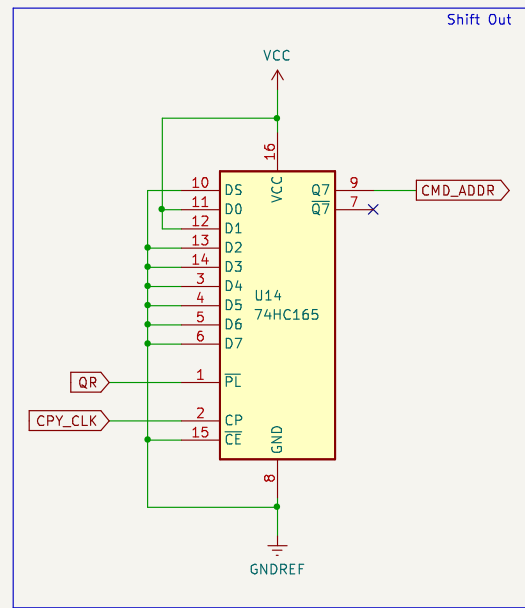 Shift Out
VCC
16
VCC
10 DS Q7 9 CMD_ADDR
11 D0 Q7 7
12 D1
13 D2
14 D3
3 D4
4 D5 U14
74HC165
5 D6
6 D7
QR 1 PL
CPY_CLK 2 CP
15 CE
GND
8
GNDREF